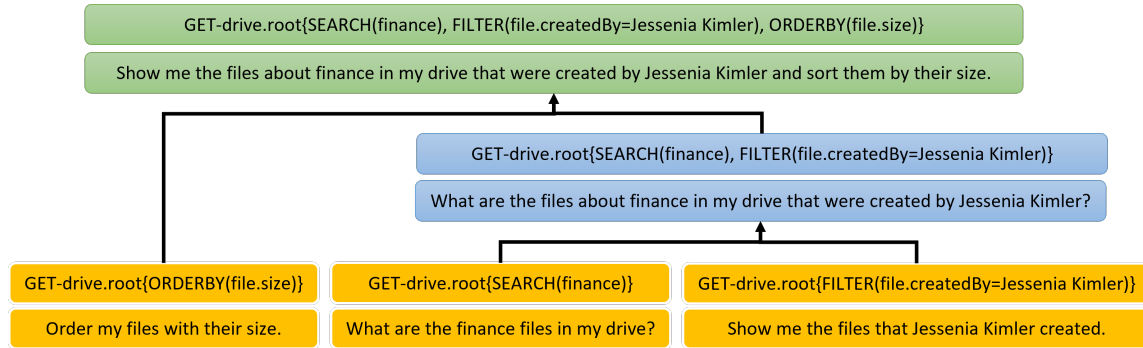 GET-drive.root{SEARCH(finance), FILTER(file.createdBy=Jessenia Kimler), ORDERBY(file.size)}
Show me the files about finance in my drive that were created by Jessenia Kimler and sort them by their size.
GET-drive.root{SEARCH(finance), FILTER(file.createdBy=Jessenia Kimler)}
What are the files about finance in my drive that were created by Jessenia Kimler?
GET-drive.root{ORDERBY(file.size)}
Order my files with their size.
GET-drive.root{SEARCH(finance)}
What are the finance files in my drive?
GET-drive.root{FILTER(file.createdBy=Jessenia Kimler)}
Show me the files that Jessenia Kimler created.